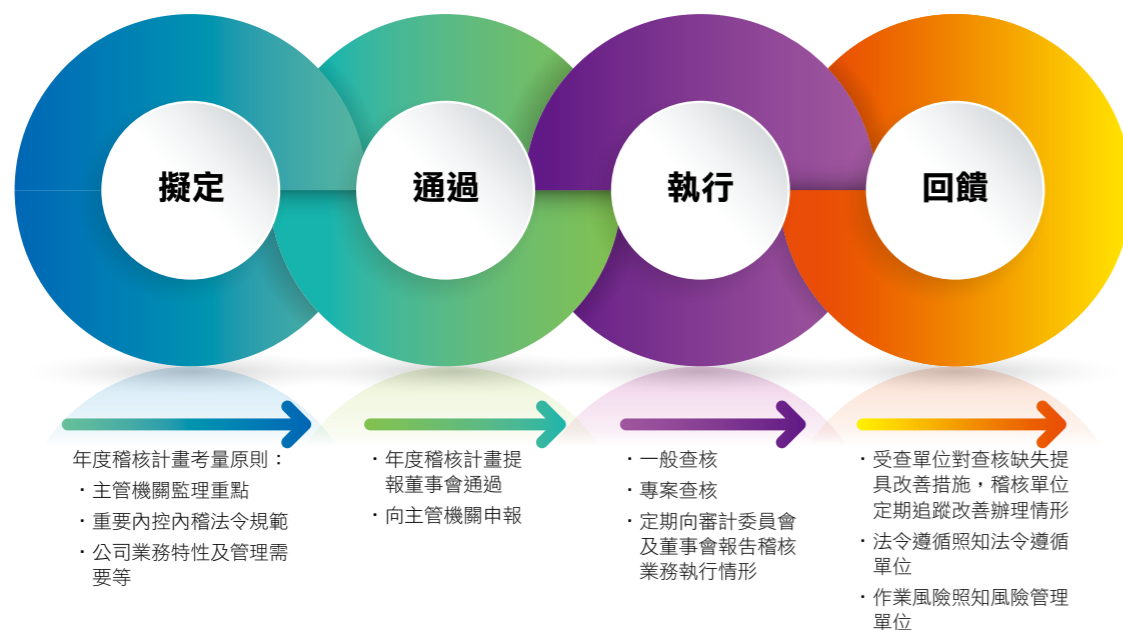 擬定
通過
執行
回饋
年度稽核計畫考量原則：
・主管機關監理重點
・重要內控內稽法令規範
・公司業務特性及管理需
要等
・年度稽核計畫提
報董事會通過
・向主管機關申報
・一般查核
・專案查核
・定期向審計委員會
及董事會報告稽核
業務執行情形
・受查單位對查核缺失提
具改善措施，稽核單位
定期追蹤改善辦理情形
・法令遵循照知法令遵循
單位
・作業風險照知風險管理
單位